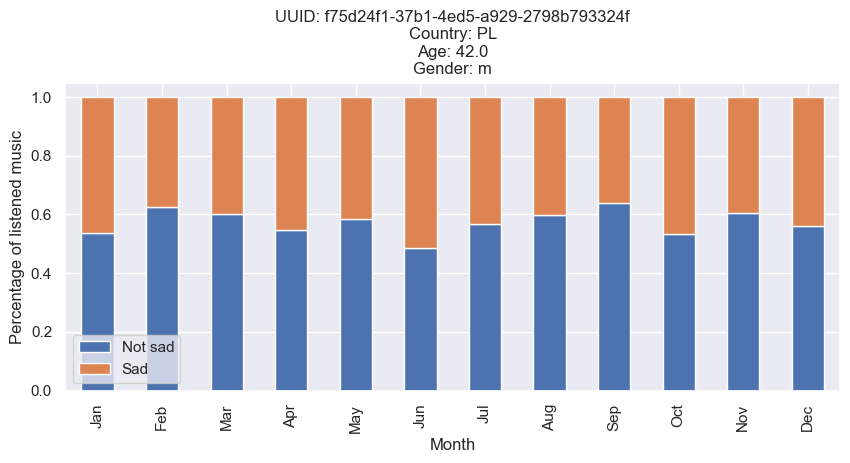 UUID: f75d24f1-37b1-4ed5-a929-2798b793324f
Country: PL
Age: 42.0
Gender: m
Percentage of listened music
1.0
0.8
0.6
0.4
0.2
0.0
Not sad
Sad
Jan Feb Mar Apr May Jun Jul Aug Sep Oct Nov Dec
Month